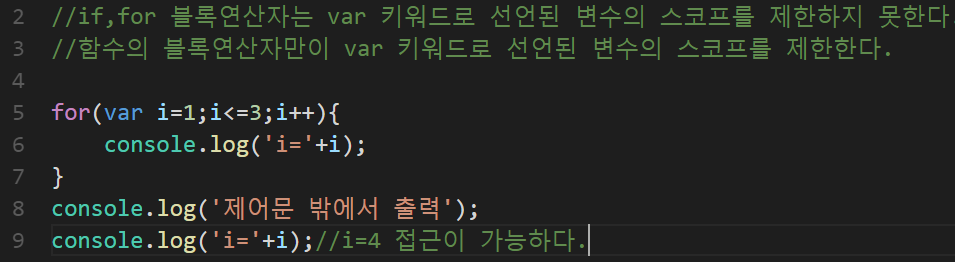 2 //if,for 블록연산자는 var 키워드로 선언된 변수의 스코프를 제한하지 못한다.
3 //함수의 블록연산자만이 var 키워드로 선언된 변수의 스코프를 제한한다.
4
5 for(var i=1;i<=3;i++){
6     console.log('i='+i);
7 }
8 console.log('제어문 밖에서 출력');
9 console.log('i='+i);//i=4 접근이 가능하다.